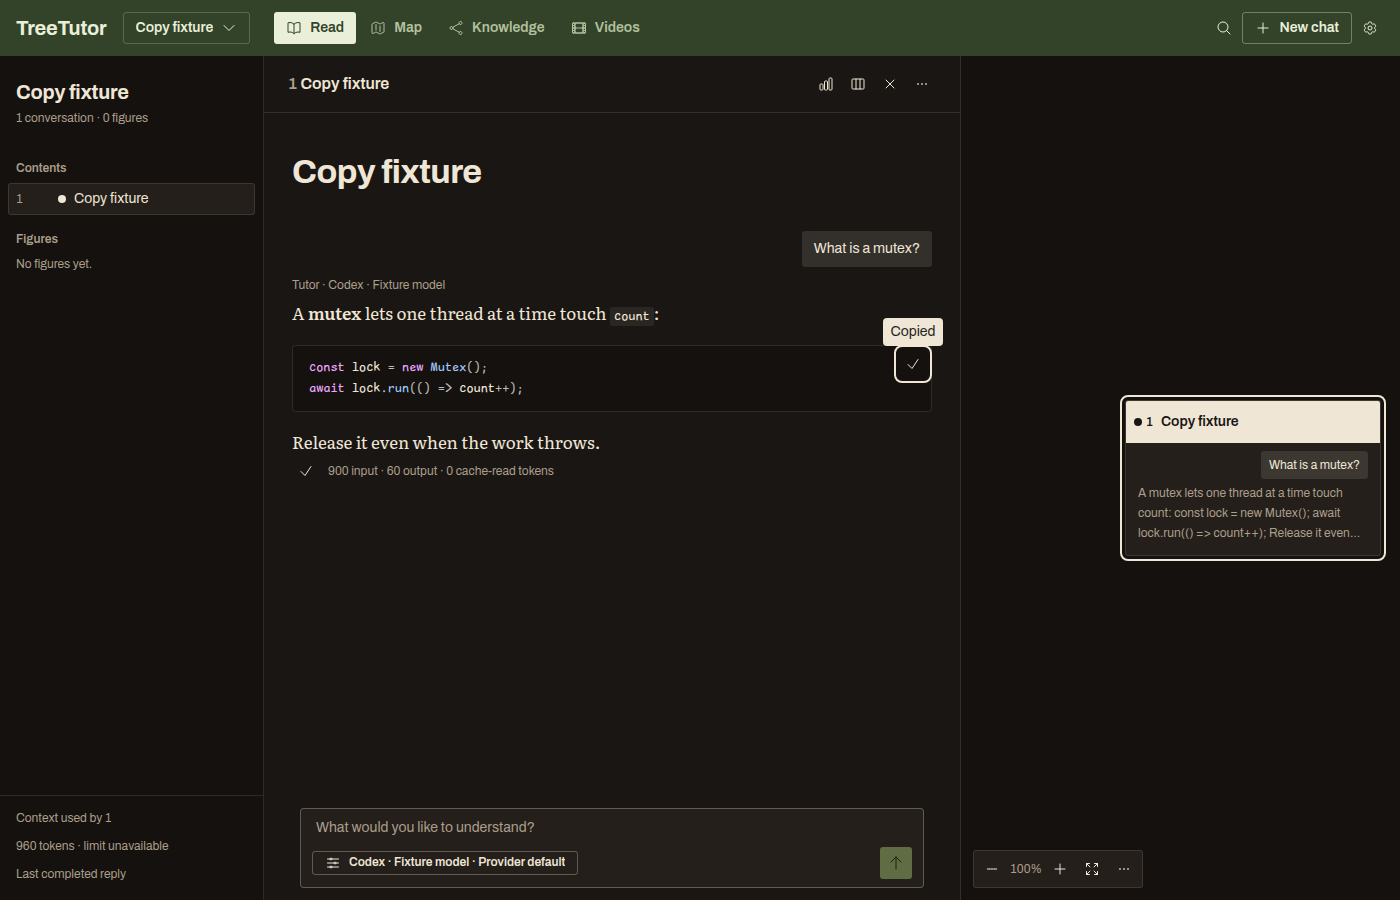 TreeTutor
Copy fixture
Read
Map
Knowledge
Videos
New chat
Copy fixture
1 conversation · 0 figures
Contents
1 Copy fixture
Figures
No figures yet.
Context used by 1
960 tokens · limit unavailable
Last completed reply
1 Copy fixture
Copy fixture
What is a mutex?
Tutor · Codex · Fixture model
A mutex lets one thread at a time touch count:
Copied
const lock = new Mutex();
await lock.run(() => count++);
Release it even when the work throws.
900 input · 60 output · 0 cache-read tokens
What would you like to understand?
Codex · Fixture model · Provider default
1 Copy fixture
What is a mutex?
A mutex lets one thread at a time touch
count: const lock = new Mutex(); await
lock.run(() => count++); Release it even...
100%